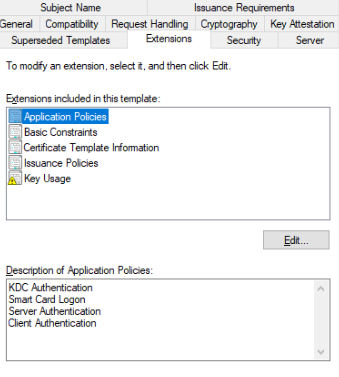 Subject Name
Issuance Requirements
General
Compatibility
Request Handling
Cryptography
Key Attestation
Superseded Templates
Extensions
Security
Server
To modify an extension, select it, and then click Edit.
Extensions included in this template:
Application Policies
Basic Constraints
Certificate Template Information
Issuance Policies
Key Usage
Edit...
Description of Application Policies:
KDC Authentication
Smart Card Logon
Server Authentication
Client Authentication